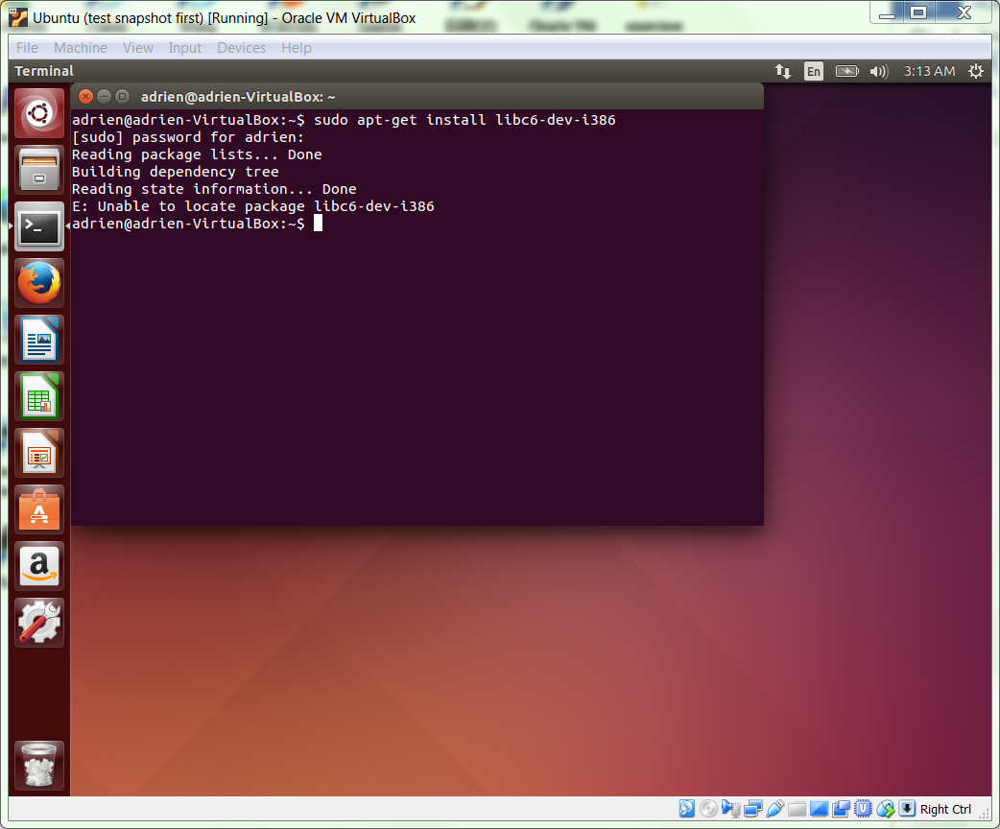 Ubuntu (test snapshot first) [Running] - Oracle VM VirtualBox
File Machine View Input Devices Help
Terminal
En
3:13 AM
adrien@adrien-VirtualBox: ~
adrien@adrien-VirtualBox:~$ sudo apt-get install libc6-dev-i386
[sudo] password for adrien:
Reading package lists... Done
Building dependency tree
Reading state information... Done
E: Unable to locate package libc6-dev-i386
adrien@adrien-VirtualBox:~$
Right Ctrl